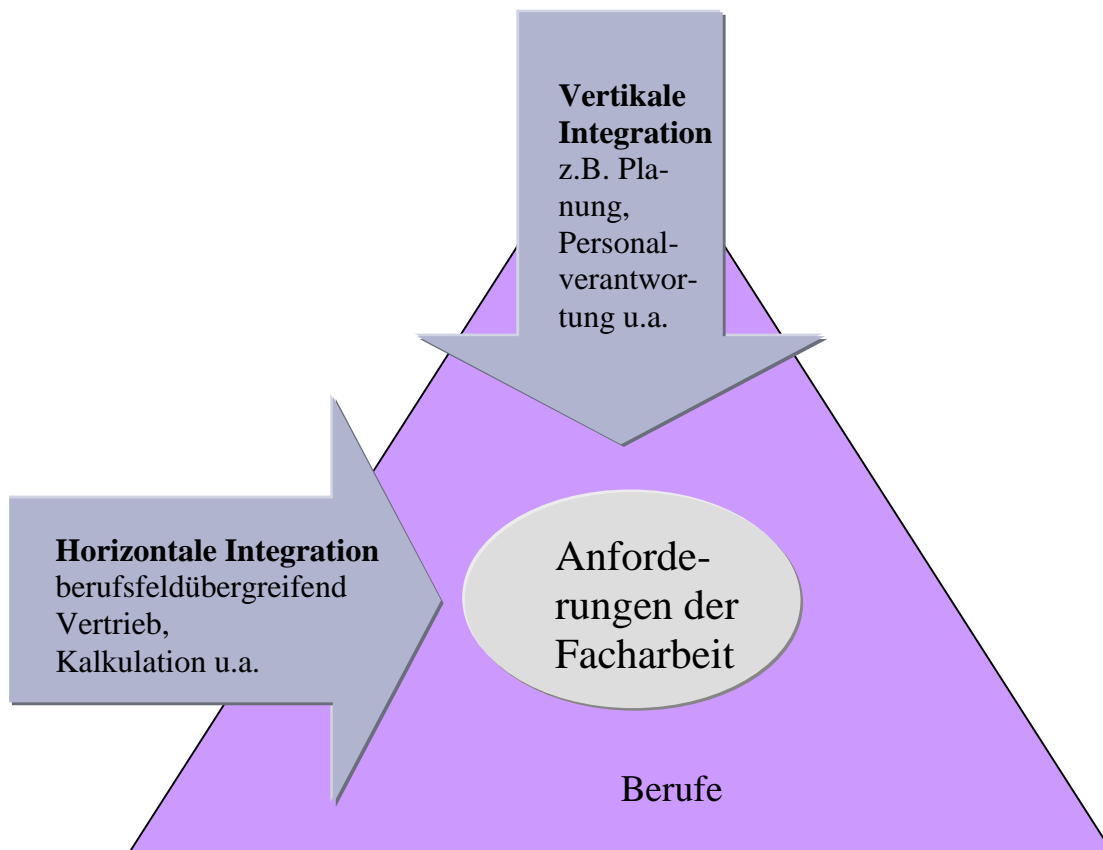 Vertikale
Integration
z.B. Pla-
nung,
Personal-
verantwor-
tung u.a.
Horizontale Integration
berufsfeldübergreifend
Vertrieb,
Kalkulation u.a.
Anforde-
rungen der
Facharbeit
Berufe